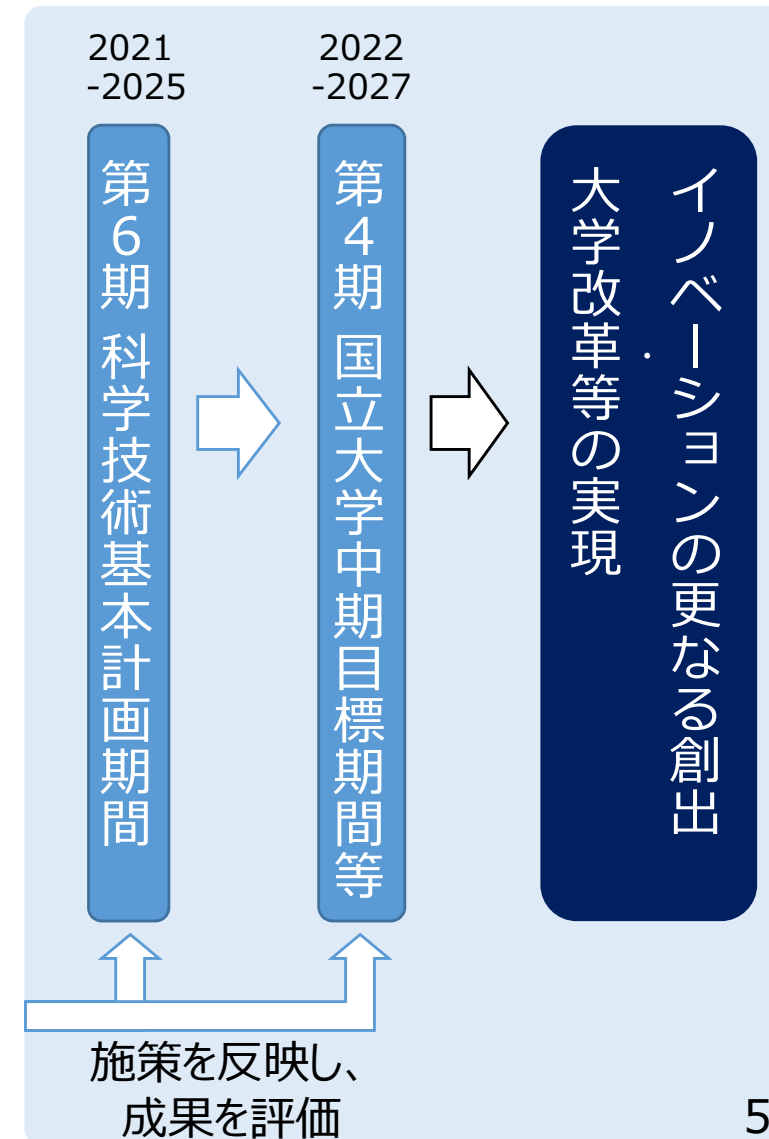 2021
-2025
2022
-2027
第6期 科学技術基本計画期間
第4期 国立大学中期目標期間等
イノベーションの更なる創出・
大学改革等の実現
施策を反映し、
成果を評価
5